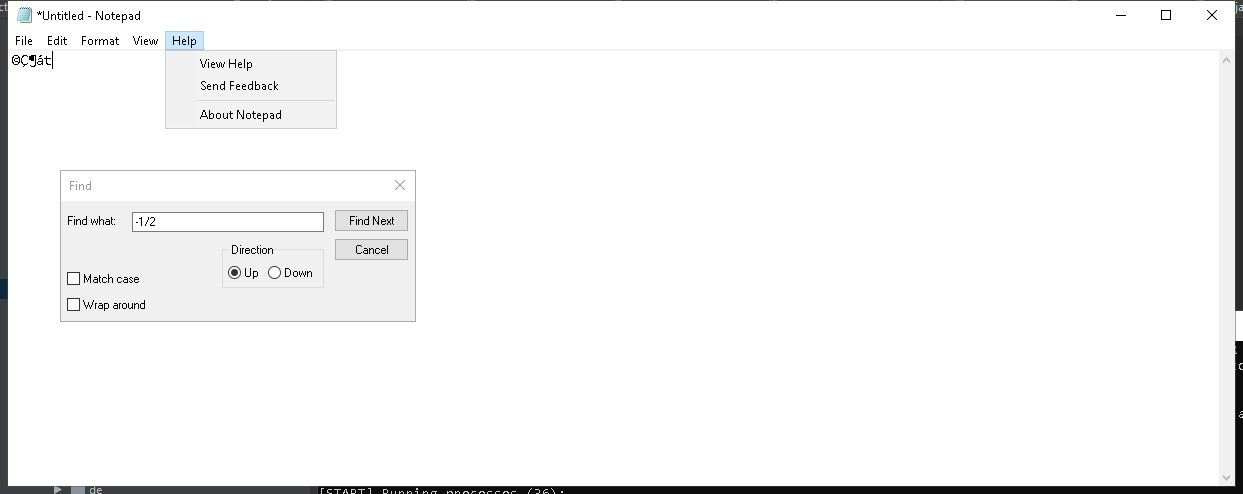 *Untitled - Notepad
File Edit Format View Help
©Ç¶át
View Help
Send Feedback
About Notepad
Find
Find what: -1/2 Find Next
Direction Cancel
Up Down
Match case
Wrap around
de
[START] Running processes (36):